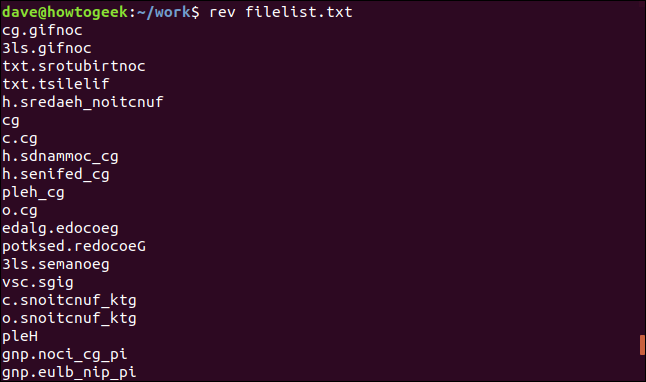 dave@howtogeek:~/work$ rev filelist.txt
cg.gifnoc
3ls.gifnoc
txt.srotubirtnoc
txt.tsilelif
h.sredaeh_noitcnuf
cg
c.cg
h.sdnammoc_cg
h.senifed_cg
pleh_cg
o.cg
edalg.edocoeg
potksed.redocoeG
3ls.semanoeg
vsc.sgig
c.snoitcnuf_ktg
o.snoitcnuf_ktg
pleH
gnp.noci_cg_pi
gnp.eulb_nip_pi